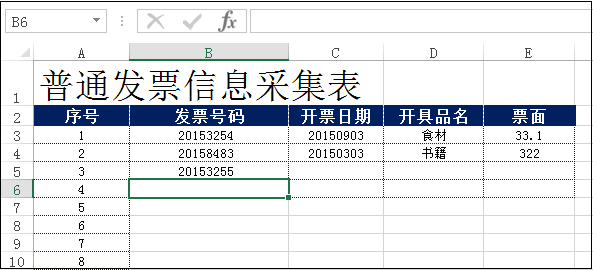 B6 fx
A B C D E
1 普通发票信息采集表
2 序号 发票号码 开票日期 开具品名 票面
3 1 20153254 20150903 食材 33.1
4 2 20158483 20150303 书籍 322
5 3 20153255
6 4
7 5
8 6
9 7
10 8